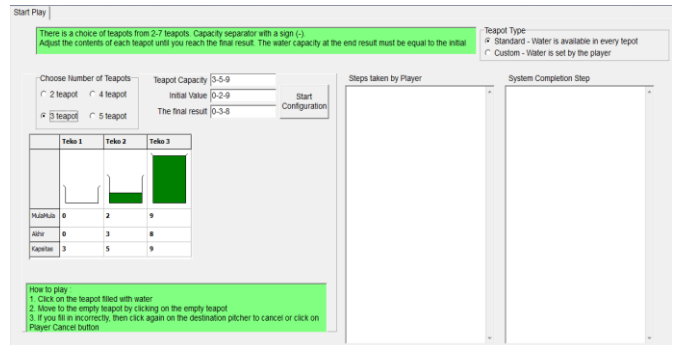 Start Play
There is a choice of teapots from 2-7 teapots. Capacity separator with a sign (-).
Adjust the contents of each teapot until you reach the final result. The water capacity at the end result must be equal to the initial
Teapot Type
Standard - Water is available in every tepot
Custom - Water is set by the player
Choose Number of Teapots
2 teapot
4 teapot
3 teapot
5 teapot
Teapot Capacity 3-5-9
Initial Value 0-2-9
The final result 0-3-8
Start
Configuration
Steps taken by Player
System Completion Step
Teko 1 Teko 2 Teko 3
MulaMula 0 2 9
Akhir 0 3 8
Kapsitas 3 5 9
How to play :
1. Click on the teapot filled with water
2. Move to the empty teapot by clicking on the empty teapot
3. If you fill in incorrectly, then click again on the destination pitcher to cancel or click on
Player Cancel button